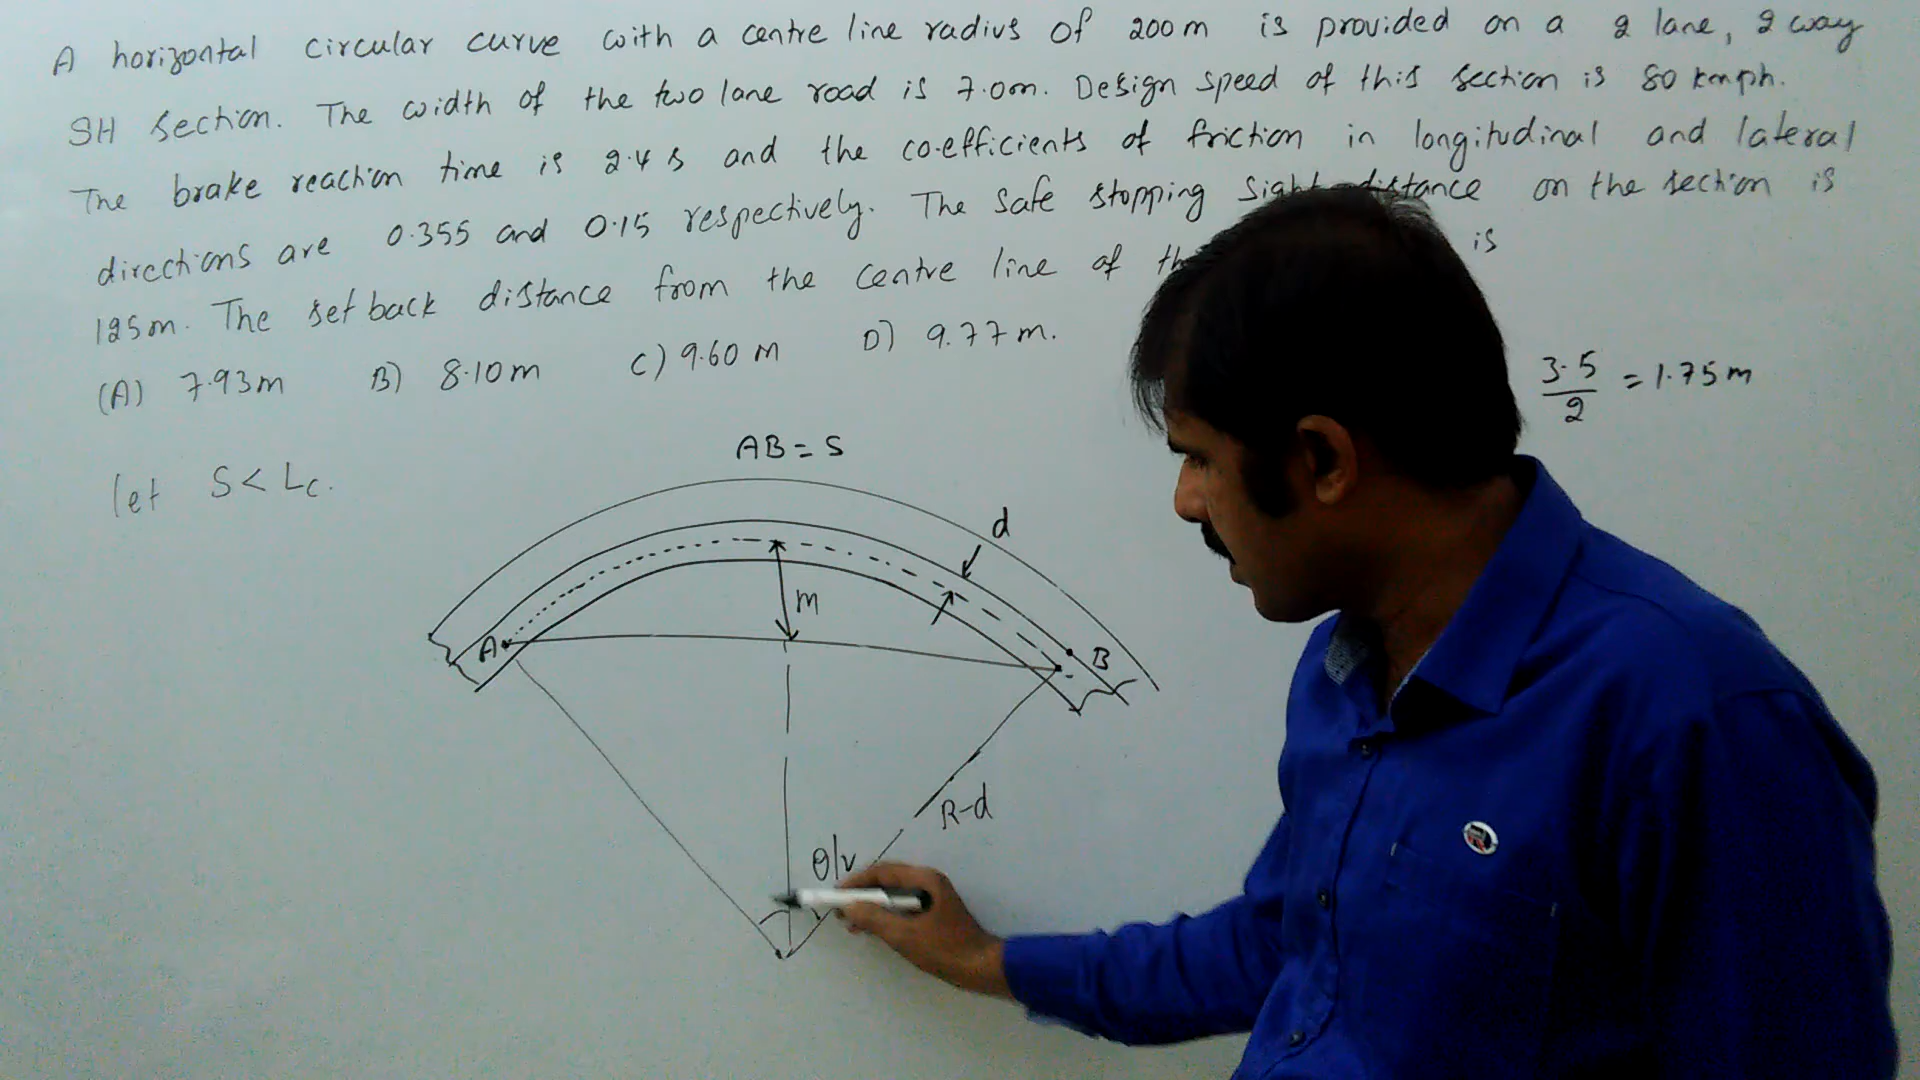 A horizontal circular curve with a centre line radius of 200 m is provided on a 2 lane, 2 way
SH section. The width of the two lane road is 7.0m. Design speed of this section is 80 kmph.
The brake reaction time is 2.4 s and the co-efficients of friction in longitudinal and lateral
directions are 0.355 and 0.15 respectively. The safe stopping sight distance on the section is
125m. The set back distance from the centre line of is
(A) 7.93m B) 8.10m C) 9.60 m D) 9.77 m.
3.5/2 = 1.75 m
AB = S
let S < Lc.
d
m
A
B
R-d
θ/2